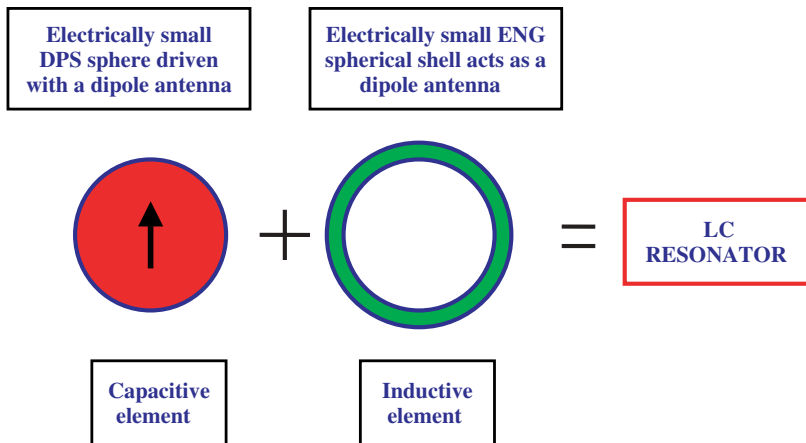 Electrically small
DPS sphere driven
with a dipole antenna
Electrically small ENG
spherical shell acts as a
dipole antenna
+
=
LC
RESONATOR
Capacitive
element
Inductive
element